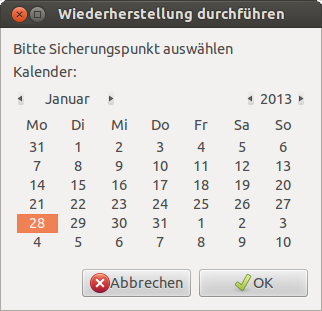 Wiederherstellung durchführen
Bitte Sicherungspunkt auswählen
Kalender:
Januar 2013
Mo Di Mi Do Fr Sa So
31 1 2 3 4 5 6
7 8 9 10 11 12 13
14 15 16 17 18 19 20
21 22 23 24 25 26 27
28 29 30 31 1 2 3
4 5 6 7 8 9 10
Abbrechen OK